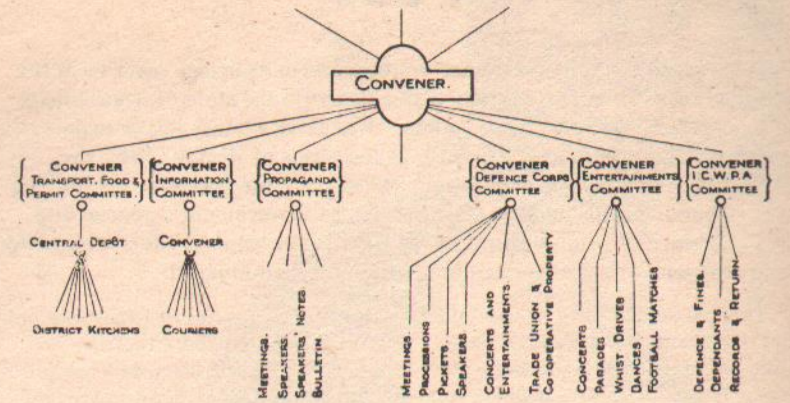 CONVENER.
CONVENER
TRANSPORT, FOOD &
PERMIT COMMITTEE.
CONVENER
INFORMATION
COMMITTEE
CONVENER
PROPAGANDA
COMMITTEE
CONVENER
DEFENCE CORPS
COMMITTEE
CONVENER
ENTERTAINMENTS
COMMITTEE
CONVENER
I.C.W.P.A
COMMITTEE
CENTRAL DEPÔT
CONVENER
DISTRICT KITCHENS
COURIERS
MEETINGS.
SPEAKERS.
SPEAKERS' NOTES
BULLETIN
MEETINGS
PROCESSIONS
PICKETS
SPEAKERS
CONCERTS AND
ENTERTAINMENTS
TRADE UNION &
CO-OPERATIVE PROPERTY
CONCERTS
PARADES
WHIST DRIVES
DANCES
FOOTBALL MATCHES
DEFENCE & FINES.
DEPENDANTS
RECORDS & RETURN